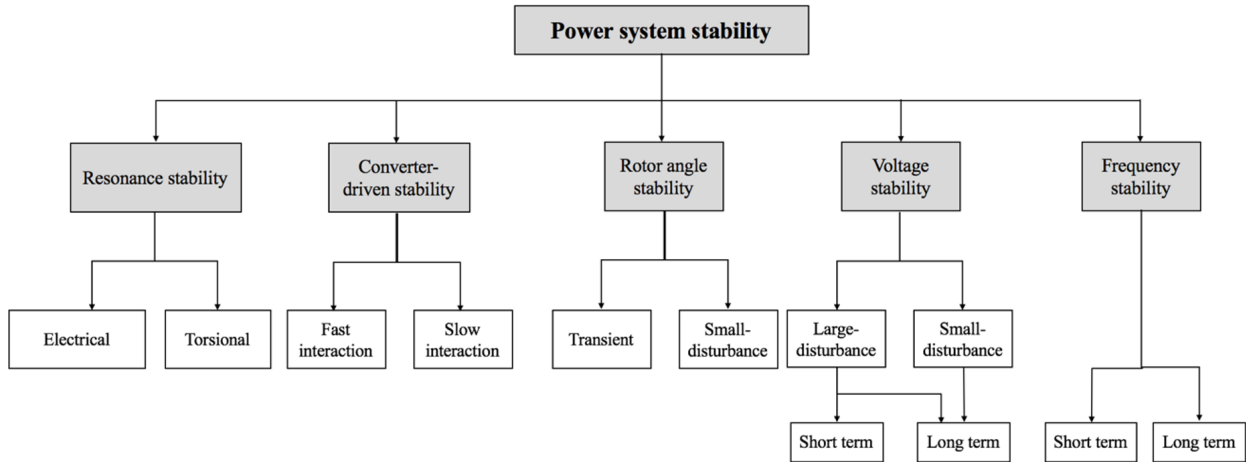 Power system stability
Resonance stability
Converter-
driven stability
Rotor angle
stability
Voltage
stability
Frequency
stability
Electrical
Torsional
Fast
interaction
Slow
interaction
Transient
Small-
disturbance
Large-
disturbance
Small-
disturbance
Short term
Long term
Short term
Long term